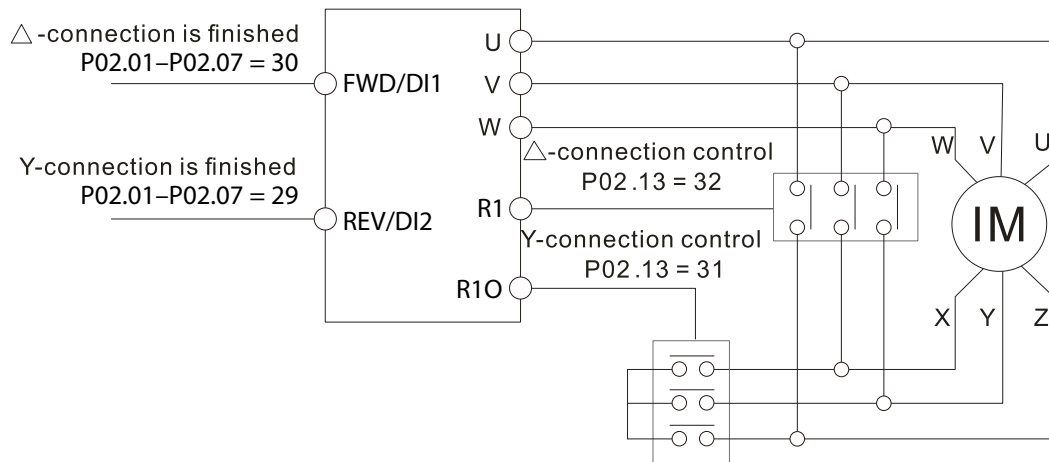 △-connection is finished
P02.01–P02.07 = 30
FWD/DI1
Y-connection is finished
P02.01–P02.07 = 29
REV/DI2
U
V
W
R1
R1O
△-connection control
P02.13 = 32
Y-connection control
P02.13 = 31
W
V
U
IM
X
Y
Z